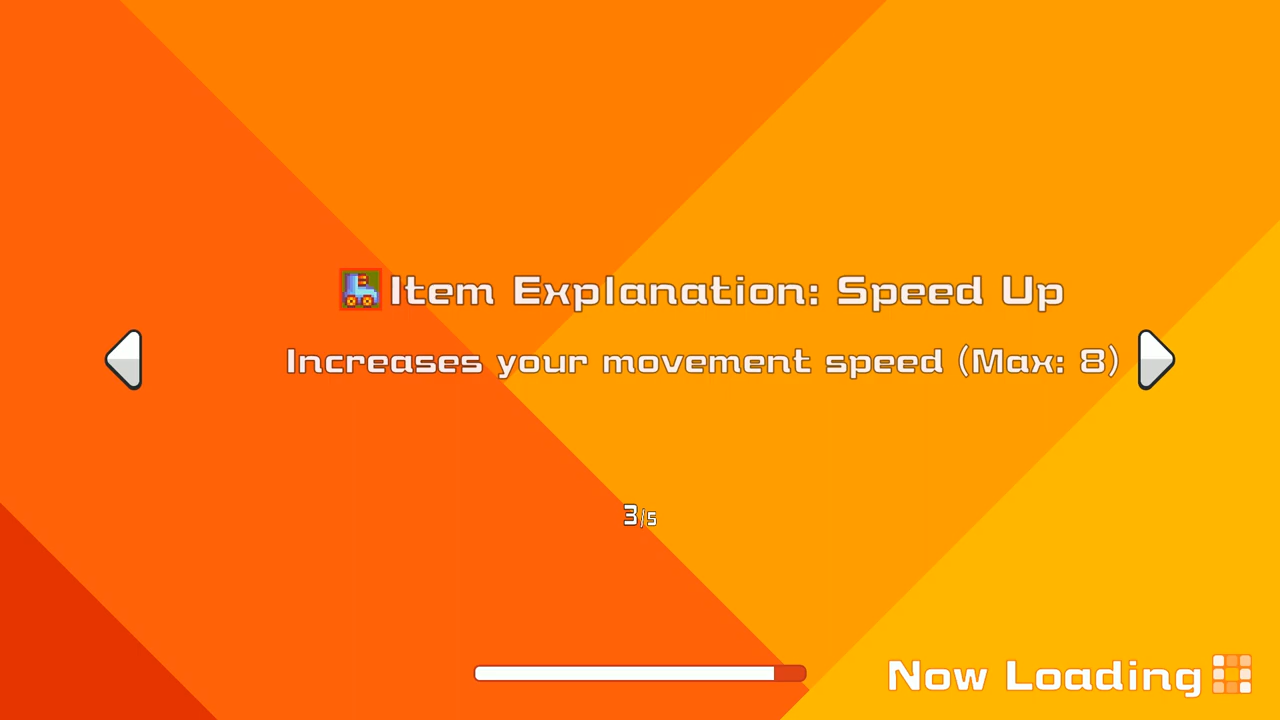 Item Explanation: Speed Up
Increases your movement speed (Max: 8)
3/5
Now Loading